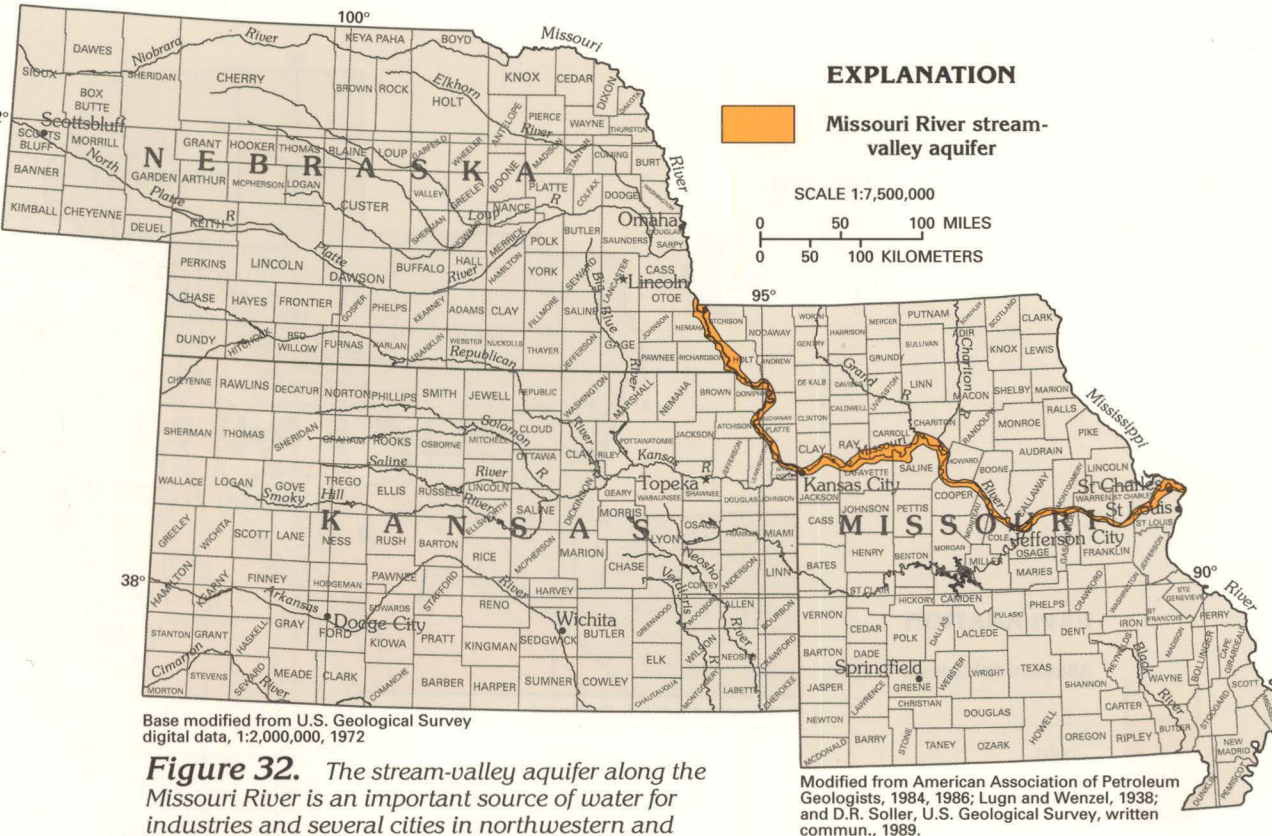 100°
EXPLANATION
Missouri River stream-
valley aquifer
SCALE 1:7,500,000
0 50 100 MILES
0 50 100 KILOMETERS
NEBRASKA
Niobrara
River
Missouri
River
Elkhorn
River
North
Platte
R
Platte
River
Loup
R
Big Blue
River
Republican
Scottsbluff
Omaha
Lincoln
SIOUX
DAWES
SHERIDAN
CHERRY
KEYA PAHA
BOYD
BROWN
ROCK
HOLT
KNOX
CEDAR
DIXON
DAKOTA
BOX
BUTTE
SCOTTS
BLUFF
MORRILL
GARDEN
GRANT
HOOKER
THOMAS
BLAINE
LOUP
GARFIELD
WHEELER
ANTELOPE
PIERCE
WAYNE
THURSTON
MADISON
STANTON
CUMING
BURT
BANNER
ARTHUR
MCPHERSON
LOGAN
CUSTER
VALLEY
GREELEY
BOONE
PLATTE
COLFAX
DODGE
WASHINGTON
KIMBALL
CHEYENNE
DEUEL
KEITH
SHERMAN
HOWARD
NANCE
MERRICK
POLK
BUTLER
SAUNDERS
DOUGLAS
SARPY
PERKINS
LINCOLN
DAWSON
BUFFALO
HALL
HAMILTON
YORK
SEWARD
LANCASTER
CASS
OTOE
CHASE
HAYES
FRONTIER
GOSPER
PHELPS
KEARNEY
ADAMS
CLAY
FILLMORE
SALINE
JOHNSON
NEMAHA
DUNDY
HITCHCOCK
RED
WILLOW
FURNAS
HARLAN
FRANKLIN
WEBSTER
NUCKOLLS
THAYER
JEFFERSON
GAGE
PAWNEE
RICHARDSON
KANSAS
38°
Solomon
R
Saline
River
Smoky
Hill
River
River
Kansas
R
Arkansas
River
Cimarron
River
Neosho
River
Verdigris
R
Topeka
Dodge City
Wichita
CHEYENNE
RAWLINS
DECATUR
NORTON
PHILLIPS
SMITH
JEWELL
REPUBLIC
WASHINGTON
MARSHALL
NEMAHA
BROWN
DONIPHAN
SHERMAN
THOMAS
SHERIDAN
GRAHAM
ROOKS
OSBORNE
MITCHELL
CLOUD
CLAY
RILEY
POTTAWATOMIE
JACKSON
ATCHISON
JEFFERSON
WALLACE
LOGAN
GOVE
TREGO
ELLIS
RUSSELL
LINCOLN
OTTAWA
SALINE
DICKINSON
GEARY
WABAUNSEE
SHAWNEE
DOUGLAS
JOHNSON
GREELEY
WICHITA
SCOTT
LANE
NESS
RUSH
BARTON
ELLSWORTH
RICE
MCPHERSON
MARION
MORRIS
CHASE
LYON
OSAGE
FRANKLIN
MIAMI
HAMILTON
KEARNY
FINNEY
HODGEMAN
PAWNEE
STAFFORD
RENO
HARVEY
COFFEY
ANDERSON
LINN
STANTON
GRANT
HASKELL
GRAY
FORD
EDWARDS
KIOWA
PRATT
KINGMAN
SEDGWICK
BUTLER
GREENWOOD
WOODSON
ALLEN
BOURBON
MORTON
STEVENS
SEWARD
MEADE
CLARK
COMANCHE
BARBER
HARPER
SUMNER
COWLEY
ELK
CHAUTAUQUA
WILSON
MONTGOMERY
NEOSHO
LABETTE
CRAWFORD
CHEROKEE
95°
90°
MISSOURI
Grand
R
Chariton
R
Missouri
River
Mississippi
River
Black
River
Kansas City
Jefferson City
St Charles
St Louis
Springfield
ATCHISON
NODAWAY
WORTH
GENTRY
HARRISON
MERCER
PUTNAM
SCHUYLER
SCOTLAND
CLARK
HOLT
ANDREW
DE KALB
DAVIESS
GRUNDY
SULLIVAN
ADIR
KNOX
LEWIS
BUCHANAN
CLINTON
CALDWELL
LIVINGSTON
LINN
MACON
SHELBY
MARION
RALLS
PLATTE
CLAY
RAY
CARROLL
CHARITON
RANDOLPH
MONROE
PIKE
JACKSON
LAFAYETTE
SALINE
HOWARD
BOONE
AUDRAIN
CALLAWAY
MONTGOMERY
LINCOLN
WARREN
ST CHARLES
ST LOUIS
CASS
JOHNSON
PETTIS
COOPER
COLE
OSAGE
FRANKLIN
JEFFERSON
BATES
HENRY
BENTON
MORGAN
MILLER
MARIES
CRAWFORD
WASHINGTON
ST CLAIR
HICKORY
CAMDEN
PULASKI
PHELPS
STE
GENEVIEVE
ST
FRANCOIS
PERRY
VERNON
CEDAR
POLK
DALLAS
LACLEDE
DENT
IRON
REYNOLDS
MADISON
BOLLINGER
CAPE
GIRARDEAU
BARTON
DADE
WEBSTER
WRIGHT
TEXAS
SHANNON
WAYNE
SCOTT
JASPER
LAWRENCE
GREENE
CHRISTIAN
DOUGLAS
HOWELL
CARTER
STODDARD
NEWTON
BARRY
STONE
TANEY
OZARK
OREGON
RIPLEY
BUTLER
NEW
MADRID
MCDONALD
DUNKLIN
PEMISCOT
Base modified from U.S. Geological Survey
digital data, 1:2,000,000, 1972
Figure 32. The stream-valley aquifer along the
Missouri River is an important source of water for
industries and several cities in northwestern and
Modified from American Association of Petroleum
Geologists, 1984, 1986; Lugn and Wenzel, 1938;
and D.R. Soller, U.S. Geological Survey, written
commun., 1989.